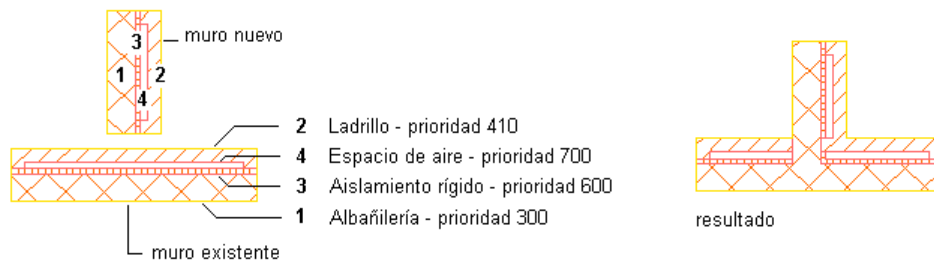 muro nuevo
3
1
2
4
2 Ladrillo - prioridad 410
4 Espacio de aire - prioridad 700
3 Aislamiento rígido - prioridad 600
1 Albañilería - prioridad 300
muro existente
resultado